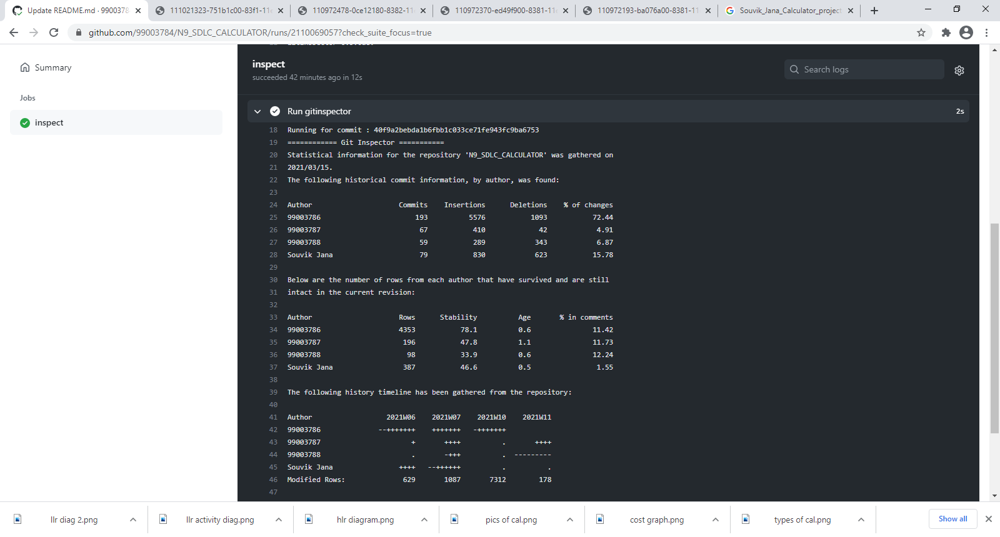 Update README.md · 9900378
111021323-751b1c00-83f1-11e
110972478-0ce12180-8382-11
110972370-ed49f900-8381-11e
110972193-ba076a00-8381-11
Souvik_Jana_Calculator_project
github.com/99003784/N9_SDLC_CALCULATOR/runs/2110069057?check_suite_focus=true
Summary
Jobs
inspect
inspect
succeeded 42 minutes ago in 12s
Search logs
Run gitinspector 2s
18 Running for commit : 40f9a2bebda1b6fbb1c033ce71fe943fc9ba6753
19 ============ Git Inspector ===========
20 Statistical information for the repository 'N9_SDLC_CALCULATOR' was gathered on
21 2021/03/15.
22 The following historical commit information, by author, was found:
23
24 Author Commits Insertions Deletions % of changes
25 99003786 193 5576 1093 72.44
26 99003787 67 410 42 4.91
27 99003788 59 289 343 6.87
28 Souvik Jana 79 830 623 15.78
29
30 Below are the number of rows from each author that have survived and are still
31 intact in the current revision:
32
33 Author Rows Stability Age % in comments
34 99003786 4353 78.1 0.6 11.42
35 99003787 196 47.8 1.1 11.73
36 99003788 98 33.9 0.6 12.24
37 Souvik Jana 387 46.6 0.5 1.55
38
39 The following history timeline has been gathered from the repository:
40
41 Author 2021W06 2021W07 2021W10 2021W11
42 99003786 --+++++++ +++++++ -+++++++
43 99003787 + ++++ . ++++
44 99003788 . -+++ . ---------
45 Souvik Jana ++++ --++++++ . .
46 Modified Rows: 629 1087 7312 178
47
llr diag 2.png
llr activity diag.png
hlr diagram.png
pics of cal.png
cost graph.png
types of cal.png
Show all